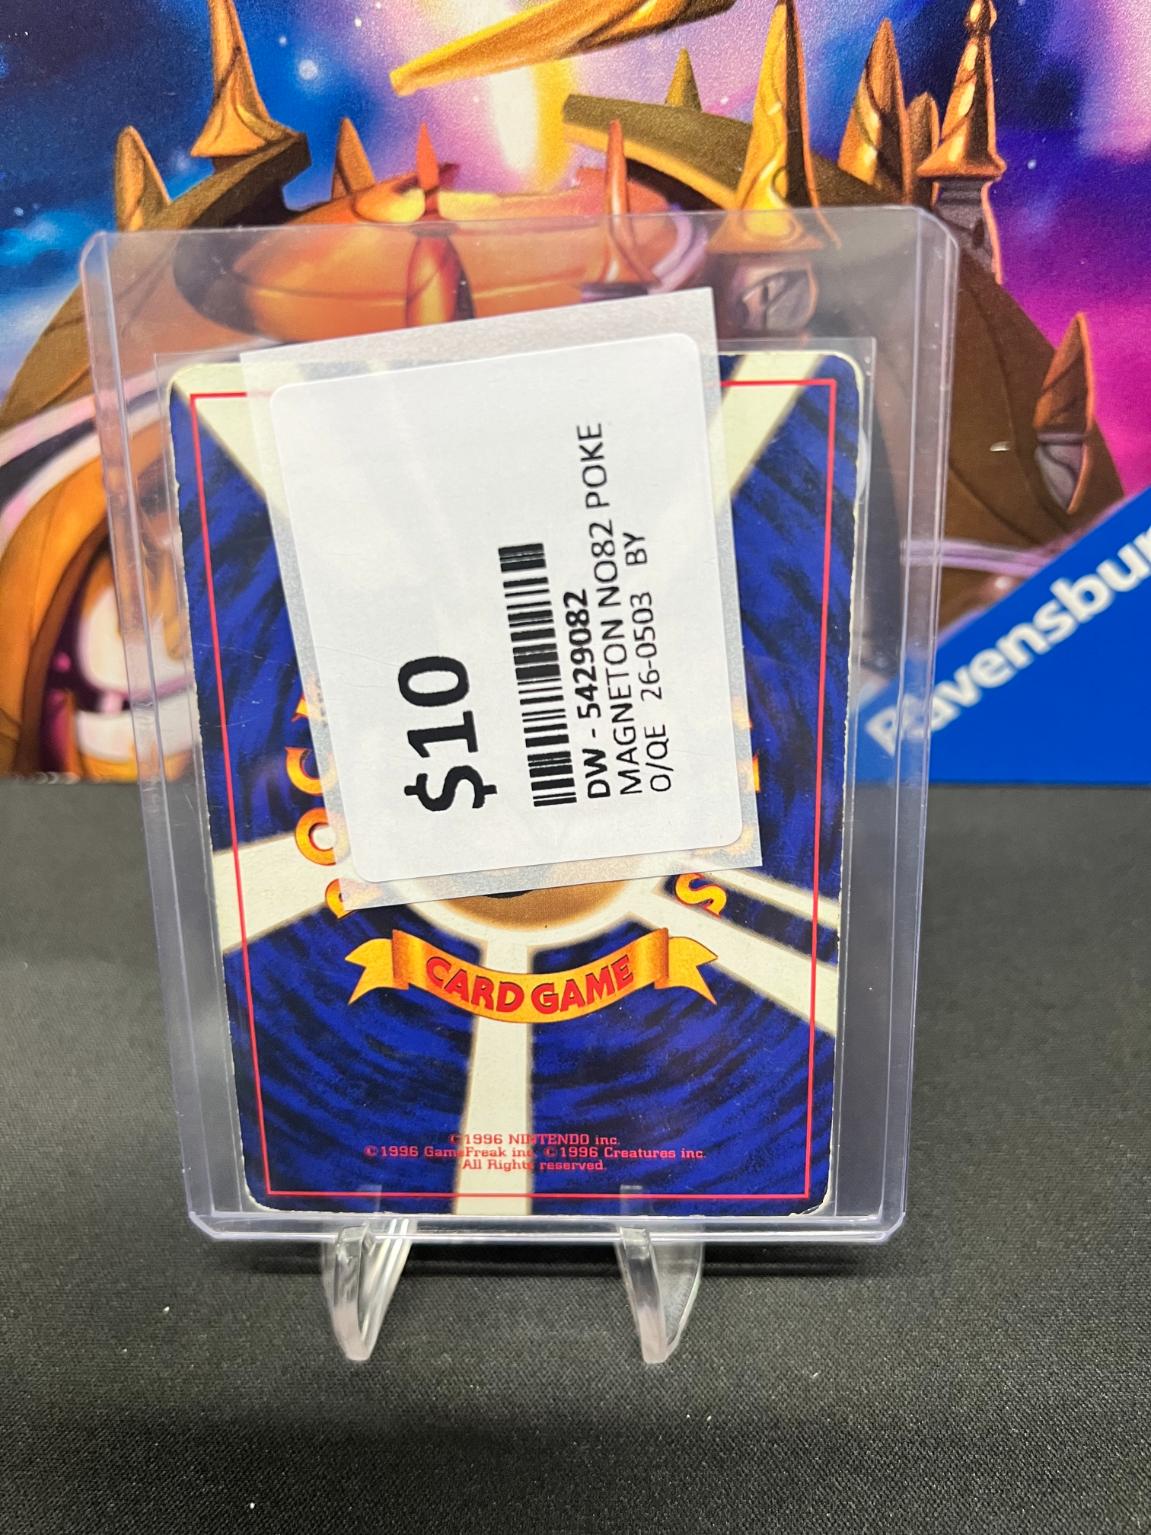 $10
DW - 5429082
MAGNETON NO82 POKE
O/QE 26-0503 BY
CARD GAME
©1996 NINTENDO inc.
©1996 GameFreak inc. ©1996 Creatures inc.
All Rights reserved.